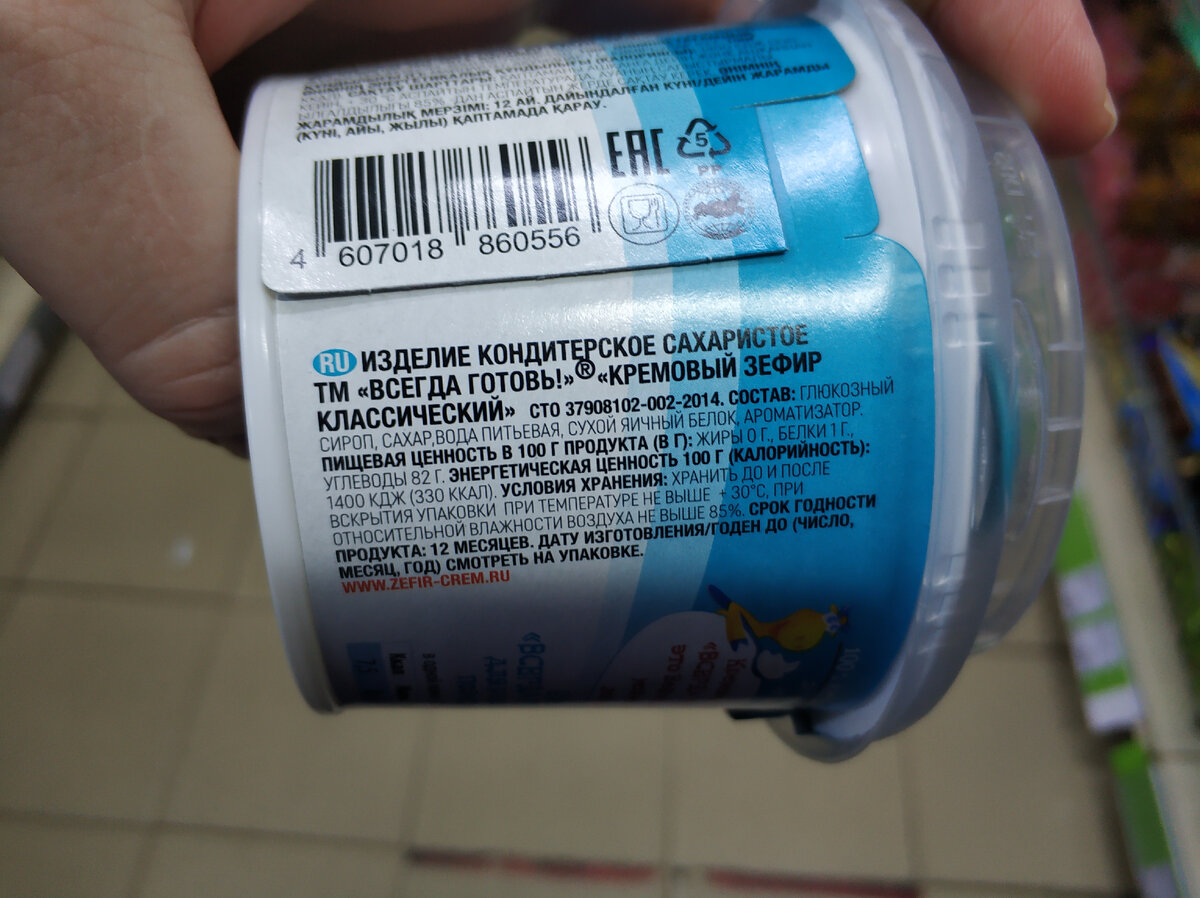 ЖАРАМДЫЛЫҚ МЕРЗІМІ: 12 АЙ. ДАЙЫНДАЛҒАН КҮНІ/ДЕЙІН ЖАРАМДЫ
(КҮНІ, АЙЫ, ЖЫЛЫ) ҚАПТАМАДА ҚАРАУ.
EAC
5
PP
4 607018 860556
RU ИЗДЕЛИЕ КОНДИТЕРСКОЕ САХАРИСТОЕ
ТМ «ВСЕГДА ГОТОВЬ!»® «КРЕМОВЫЙ ЗЕФИР
КЛАССИЧЕСКИЙ» СТО 37908102-002-2014. СОСТАВ: ГЛЮКОЗНЫЙ
СИРОП, САХАР,ВОДА ПИТЬЕВАЯ, СУХОЙ ЯИЧНЫЙ БЕЛОК, АРОМАТИЗАТОР.
ПИЩЕВАЯ ЦЕННОСТЬ В 100 Г ПРОДУКТА (В Г): ЖИРЫ 0 Г., БЕЛКИ 1 Г.,
УГЛЕВОДЫ 82 Г. ЭНЕРГЕТИЧЕСКАЯ ЦЕННОСТЬ 100 Г (КАЛОРИЙНОСТЬ):
1400 КДЖ (330 ККАЛ). УСЛОВИЯ ХРАНЕНИЯ: ХРАНИТЬ ДО И ПОСЛЕ
ВСКРЫТИЯ УПАКОВКИ ПРИ ТЕМПЕРАТУРЕ НЕ ВЫШЕ +30°С, ПРИ
ОТНОСИТЕЛЬНОЙ ВЛАЖНОСТИ ВОЗДУХА НЕ ВЫШЕ 85%. СРОК ГОДНОСТИ
ПРОДУКТА: 12 МЕСЯЦЕВ. ДАТУ ИЗГОТОВЛЕНИЯ/ГОДЕН ДО (ЧИСЛО,
МЕСЯЦ, ГОД) СМОТРЕТЬ НА УПАКОВКЕ.
WWW.ZEFIR-CREM.RU